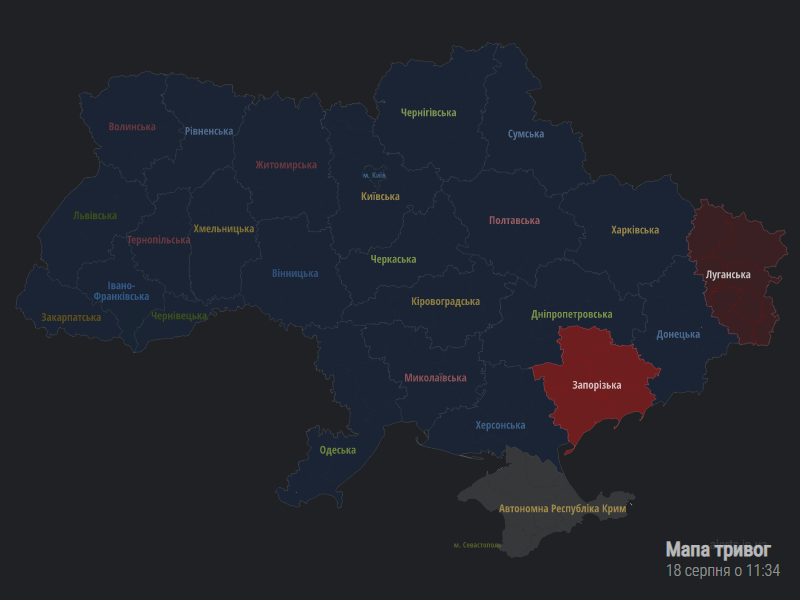 Чернігівська
Волинська
Рівненська
Сумська
Житомирська
м. Київ
Київська
Львівська
Полтавська
Хмельницька
Харківська
Тернопільська
Черкаська
Вінницька
Луганська
Івано-
Франківська
Кіровоградська
Закарпатська
Чернівецька
Дніпропетровська
Донецька
Миколаївська
Запорізька
Херсонська
Одеська
Автономна Республіка Крим
м. Севастополь
Мапа тривог
18 серпня о 11:34